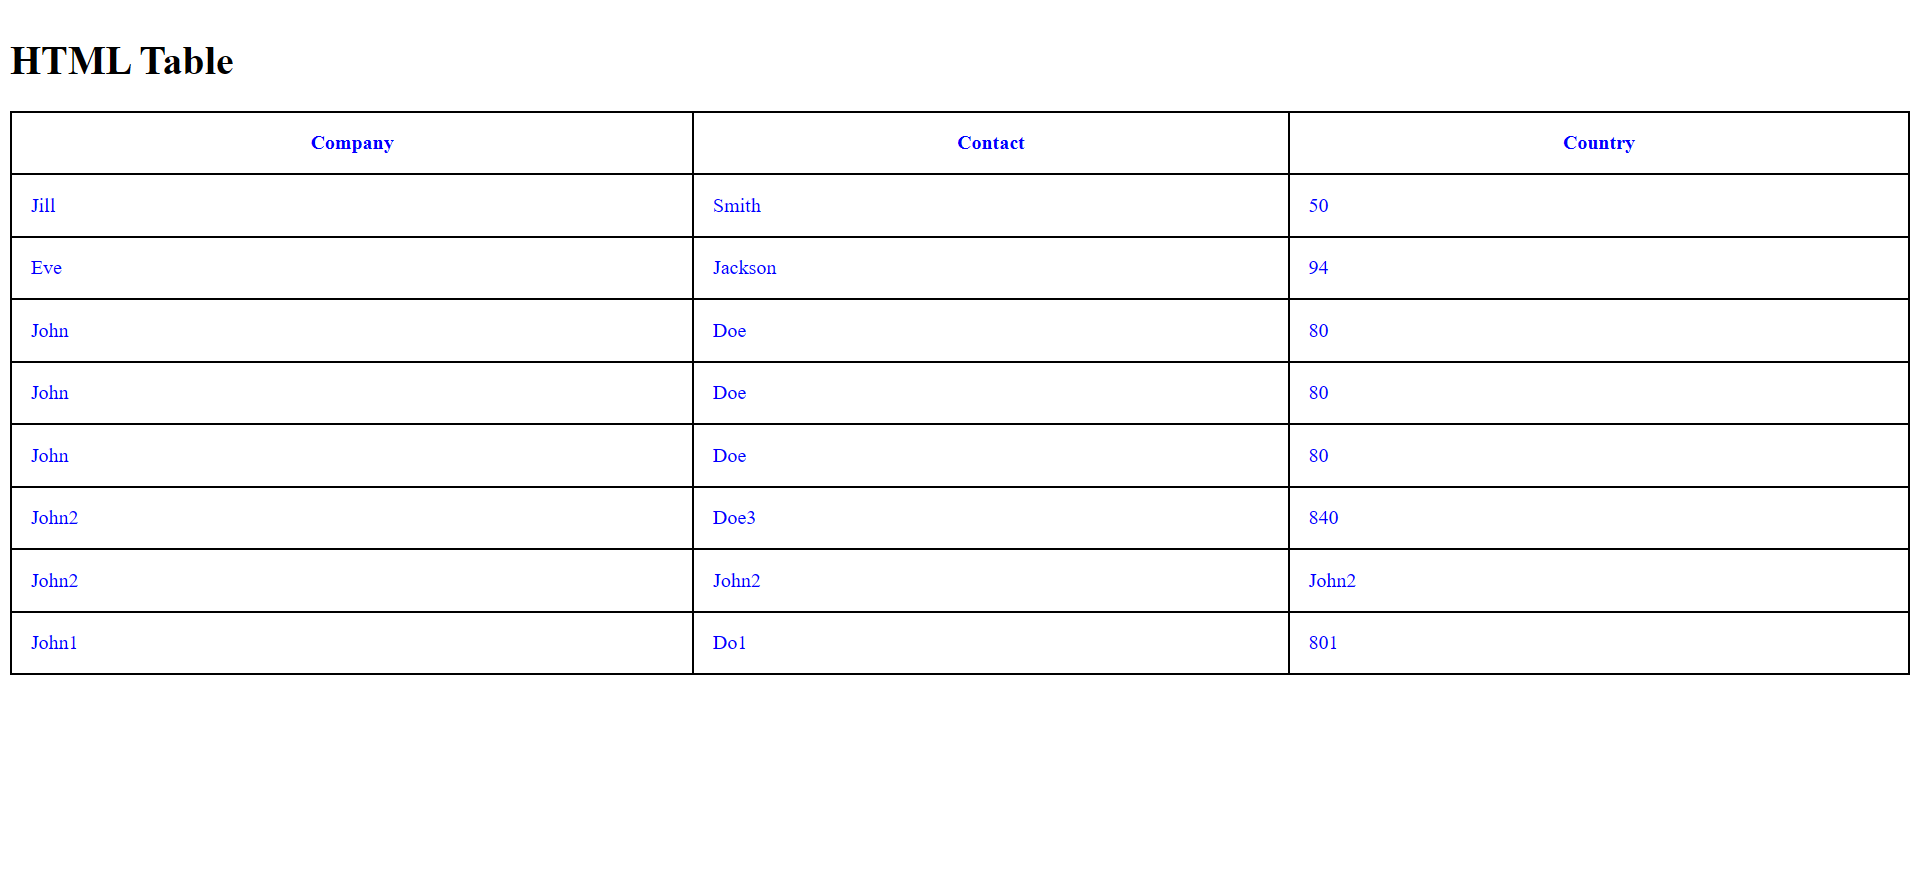 HTML Table
Company Contact Country
Jill Smith 50
Eve Jackson 94
John Doe 80
John Doe 80
John Doe 80
John2 Doe3 840
John2 John2 John2
John1 Do1 801